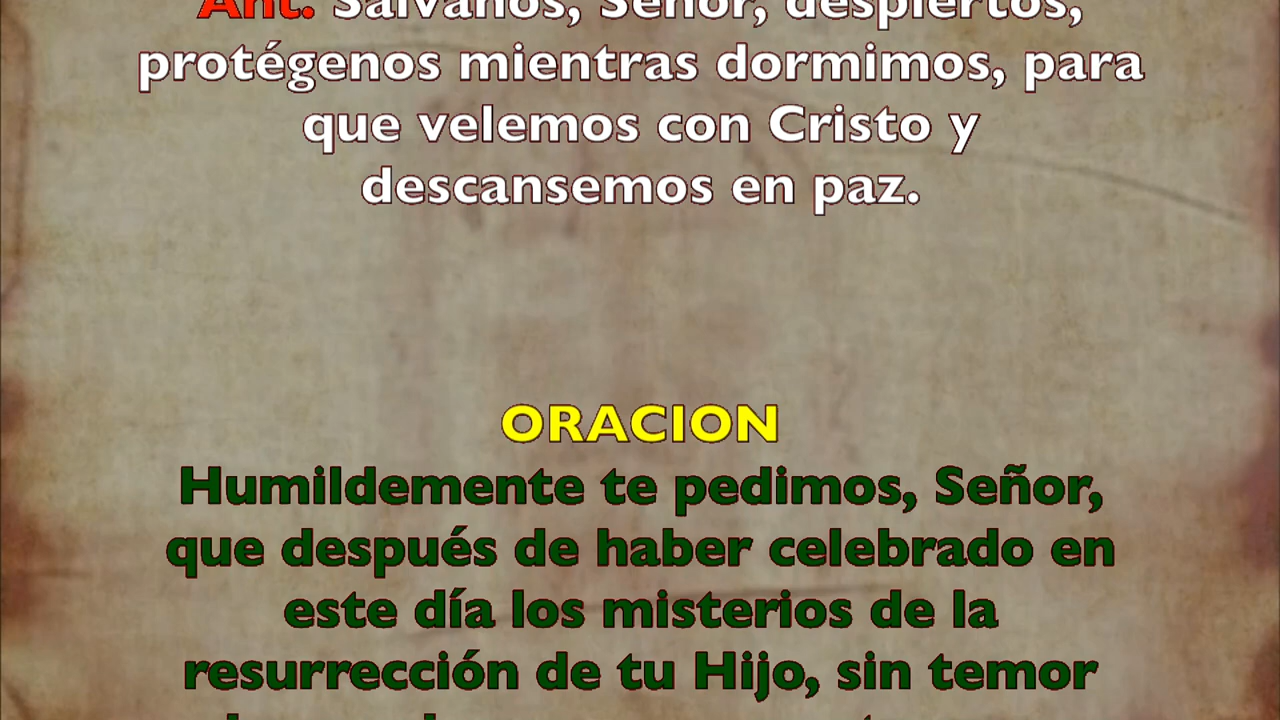 Ant. Sálvanos, Señor, despiertos,
protégenos mientras dormimos, para
que velemos con Cristo y
descansemos en paz.
ORACION
Humildemente te pedimos, Señor,
que después de haber celebrado en
este día los misterios de la
resurrección de tu Hijo, sin temor